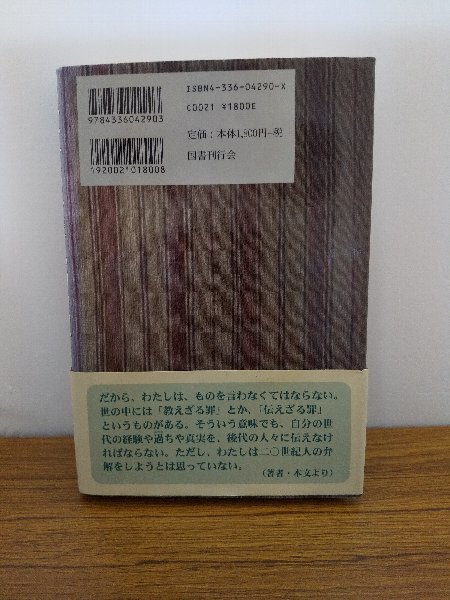 ISBN4-336-04290-X
C0021 ¥1800E
定価：本体1,800円+税
国書刊行会
9784336042903
1920021018008
だから、わたしは、ものを言わなくてはならない。
世の中には「教えざる罪」とか、「伝えざる罪」
というものがある。そういう意味でも、自分の世
代の経験や過ちや真実を、後代の人々に伝えなけ
ればならない。ただし、わたしは二〇世紀人の弁
解をしようとは思っていない。
（著者・本文より）